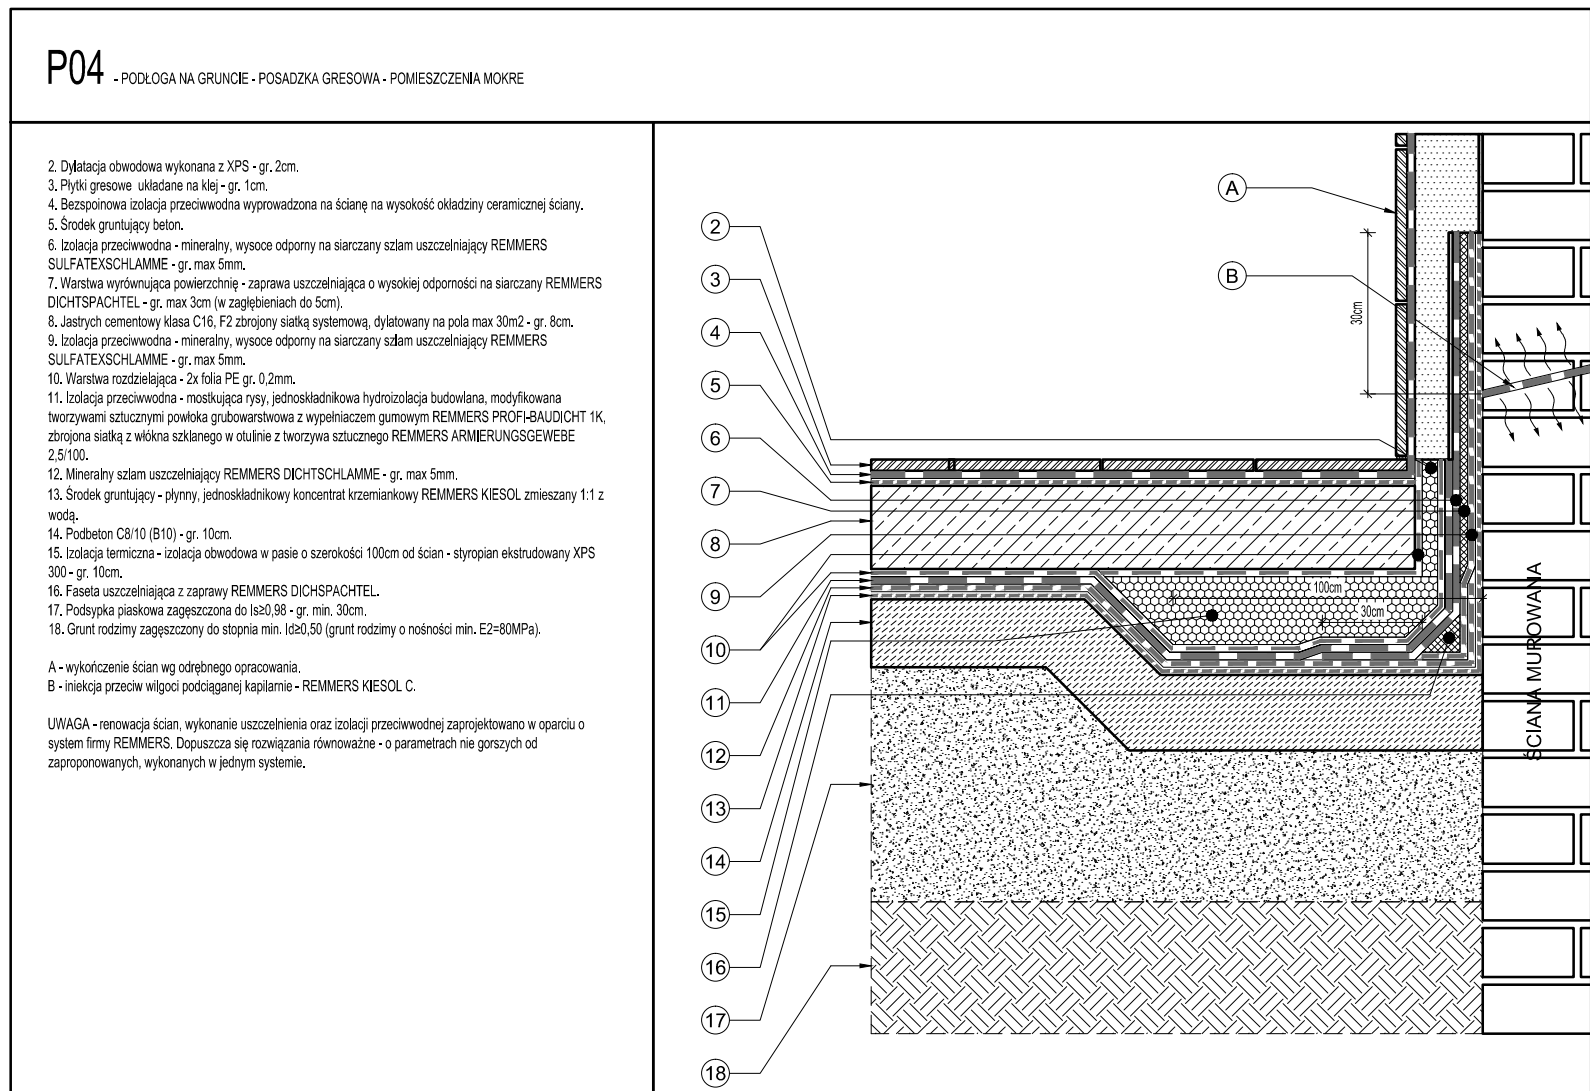 P04 - PODŁOGA NA GRUNCIE - POSADZKA GRESOWA - POMIESZCZENIA MOKRE
2. Dylatacja obwodowa wykonana z XPS - gr. 2cm.
3. Płytki gresowe układane na klej - gr. 1cm.
4. Bezspoinowa izolacja przeciwwodna wyprowadzona na ścianę na wysokość okładziny ceramicznej ściany.
5. Środek gruntujący beton.
6. Izolacja przeciwwodna - mineralny, wysoce odporny na siarczany szlam uszczelniający REMMERS
SULFATEXSCHLAMME - gr. max 5mm.
7. Warstwa wyrównująca powierzchnię - zaprawa uszczelniająca o wysokiej odporności na siarczany REMMERS
DICHTSPACHTEL - gr. max 3cm (w zagłębieniach do 5cm).
8. Jastrych cementowy klasa C16, F2 zbrojony siatką systemową, dylatowany na pola max 30m2 - gr. 8cm.
9. Izolacja przeciwwodna - mineralny, wysoce odporny na siarczany szlam uszczelniający REMMERS
SULFATEXSCHLAMME - gr. max 5mm.
10. Warstwa rozdzielająca - 2x folia PE gr. 0,2mm.
11. Izolacja przeciwwodna - mostkująca rysy, jednoskładnikowa hydroizolacja budowlana, modyfikowana
tworzywami sztucznymi powłoka grubowarstwowa z wypełniaczem gumowym REMMERS PROFI-BAUDICHT 1K,
zbrojona siatką z włókna szklanego w otulinie z tworzywa sztucznego REMMERS ARMIERUNGSGEWEBE
2,5/100.
12. Mineralny szlam uszczelniający REMMERS DICHTSCHLAMME - gr. max 5mm.
13. Środek gruntujący - płynny, jednoskładnikowy koncentrat krzemiankowy REMMERS KIESOL zmieszany 1:1 z
wodą.
14. Podbeton C8/10 (B10) - gr. 10cm.
15. Izolacja termiczna - izolacja obwodowa w pasie o szerokości 100cm od ścian - styropian ekstrudowany XPS
300 - gr. 10cm.
16. Faseta uszczelniająca z zaprawy REMMERS DICHSPACHTEL.
17. Podsypka piaskowa zagęszczona do Is≥0,98 - gr. min. 30cm.
18. Grunt rodzimy zagęszczony do stopnia min. Id≥0,50 (grunt rodzimy o nośności min. E2=80MPa).
A - wykończenie ścian wg odrębnego opracowania.
B - iniekcja przeciw wilgoci podciąganej kapilarnie - REMMERS KIESOL C.
UWAGA - renowacja ścian, wykonanie uszczelnienia oraz izolacji przeciwwodnej zaprojektowano w oparciu o
system firmy REMMERS. Dopuszcza się rozwiązania równoważne - o parametrach nie gorszych od
zaproponowanych, wykonanych w jednym systemie.
2
3
4
5
6
7
8
9
10
11
12
13
14
15
16
17
18
A
B
30cm
100cm
30cm
ŚCIANA MUROWANA